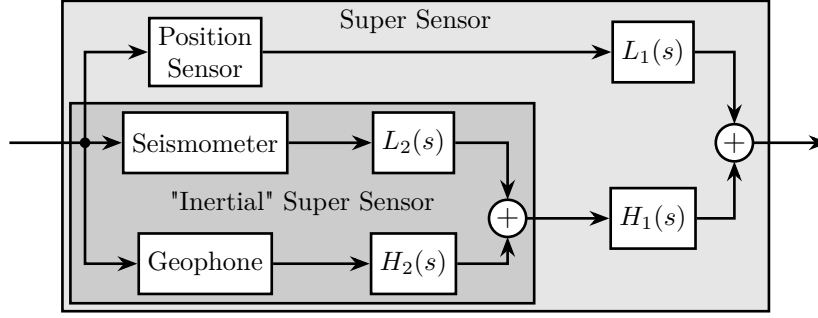 Super Sensor
Position
Sensor
L₁(s)
+
Seismometer
L₂(s)
"Inertial" Super Sensor
+
H₁(s)
Geophone
H₂(s)